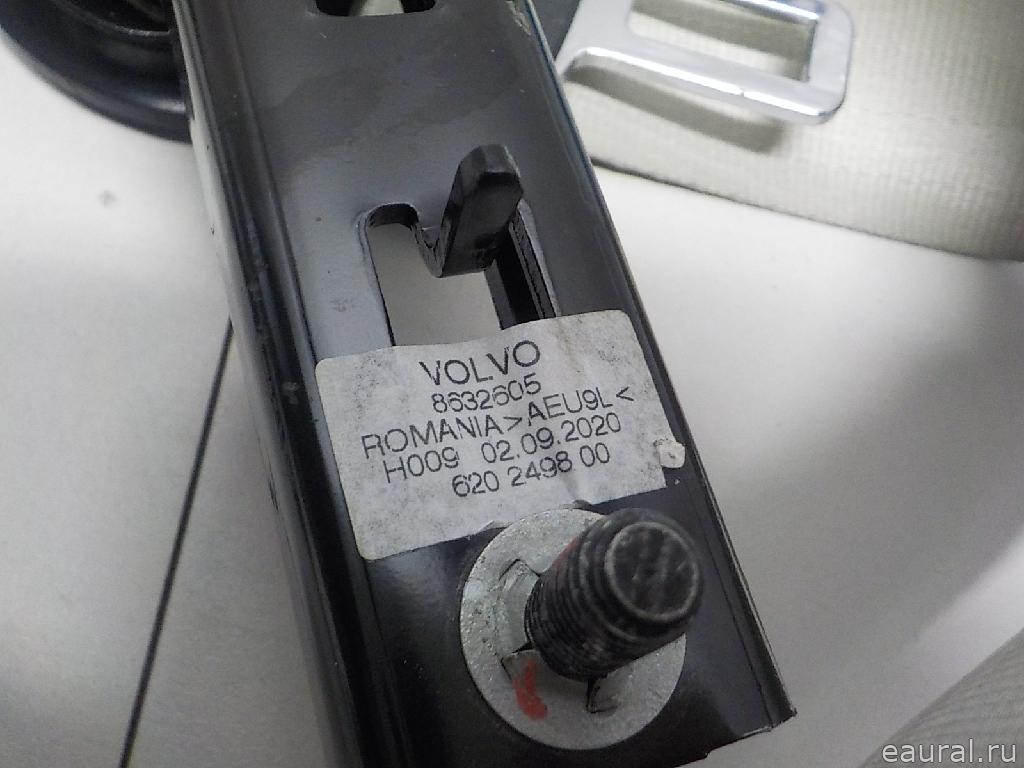 VOLVO
8632605
ROMANIA>AEU9L<
H009 02.09.2020
620 2498 00
eaural.ru